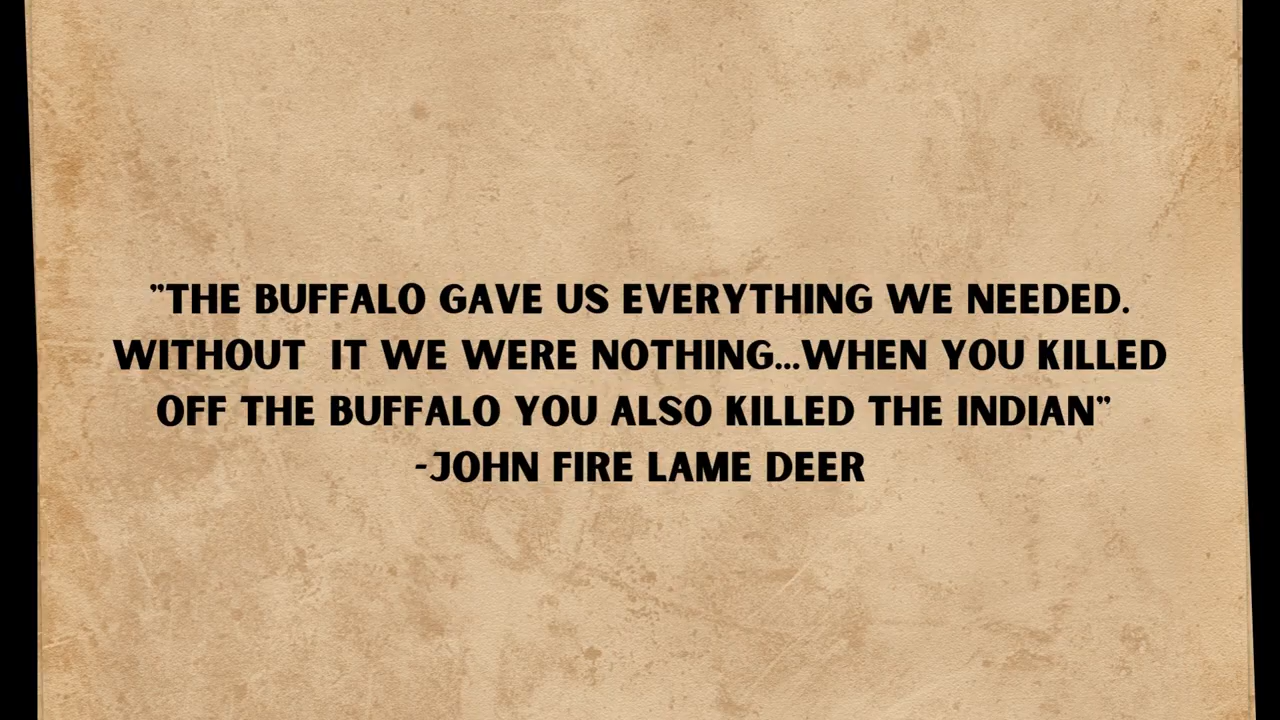 "THE BUFFALO GAVE US EVERYTHING WE NEEDED.
WITHOUT  IT WE WERE NOTHING...WHEN YOU KILLED
OFF THE BUFFALO YOU ALSO KILLED THE INDIAN"
-JOHN FIRE LAME DEER